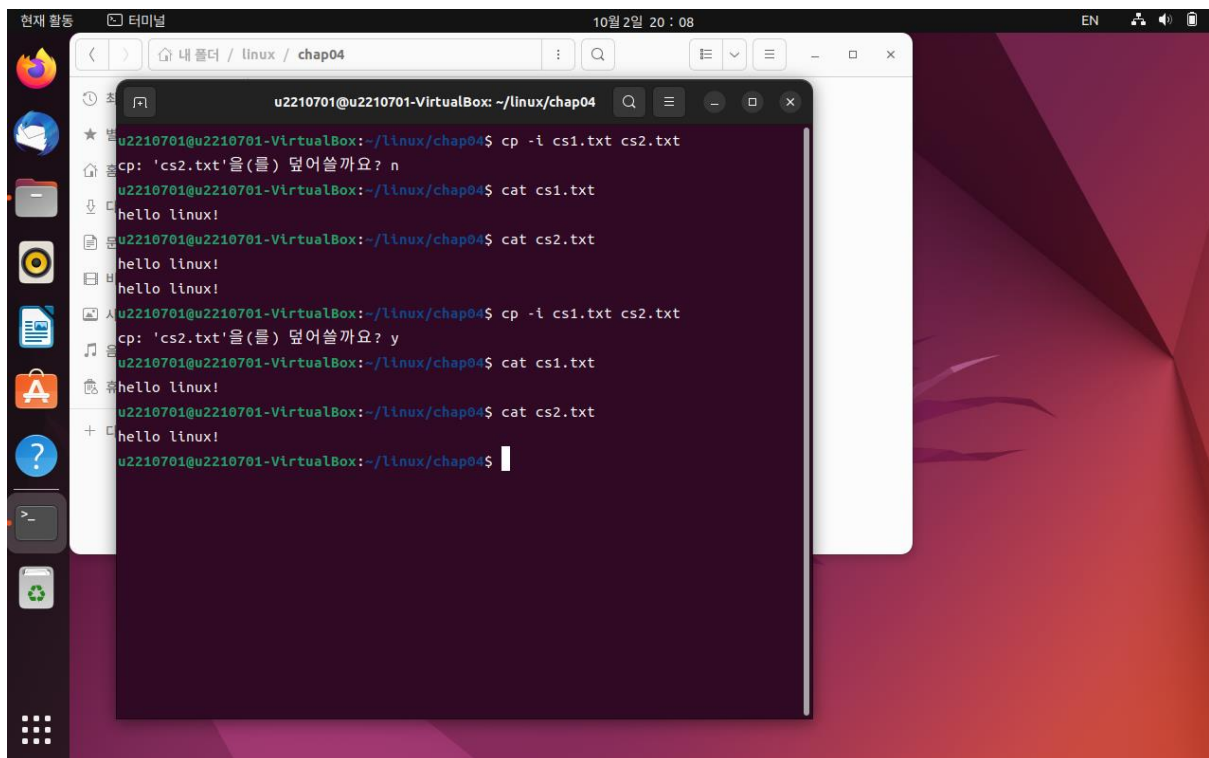 현재 활동 터미널 10월 2일 20 : 08 EN
내 폴더 / linux / chap04
u2210701@u2210701-VirtualBox: ~/linux/chap04
u2210701@u2210701-VirtualBox:~/linux/chap04$ cp -i cs1.txt cs2.txt
cp: 'cs2.txt'을(를) 덮어쓸까요? n
u2210701@u2210701-VirtualBox:~/linux/chap04$ cat cs1.txt
hello linux!
u2210701@u2210701-VirtualBox:~/linux/chap04$ cat cs2.txt
hello linux!
hello linux!
u2210701@u2210701-VirtualBox:~/linux/chap04$ cp -i cs1.txt cs2.txt
cp: 'cs2.txt'을(를) 덮어쓸까요? y
u2210701@u2210701-VirtualBox:~/linux/chap04$ cat cs1.txt
hello linux!
u2210701@u2210701-VirtualBox:~/linux/chap04$ cat cs2.txt
hello linux!
u2210701@u2210701-VirtualBox:~/linux/chap04$